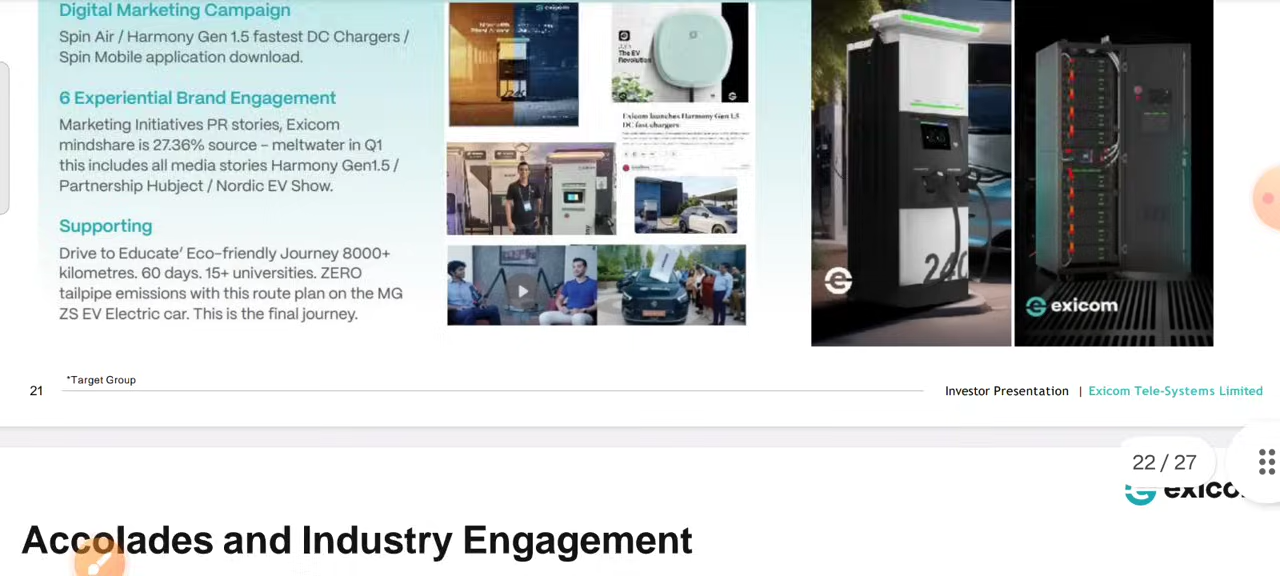 Digital Marketing Campaign
Spin Air / Harmony Gen 1.5 fastest DC Chargers /
Spin Mobile application download.
6 Experiential Brand Engagement
Marketing Initiatives PR stories, Exicom
mindshare is 27.36% source – meltwater in Q1
this includes all media stories Harmony Gen1.5 /
Partnership Hubject / Nordic EV Show.
Supporting
Drive to Educate' Eco-friendly Journey 8000+
kilometres. 60 days. 15+ universities. ZERO
tailpipe emissions with this route plan on the MG
ZS EV Electric car. This is the final journey.
exicom
The EV
Revolution
Exicom launches Harmony Gen 1.5
DC fast chargers
240
exicom
*Target Group
21
Investor Presentation | Exicom Tele-Systems Limited
22 / 27
Accolades and Industry Engagement